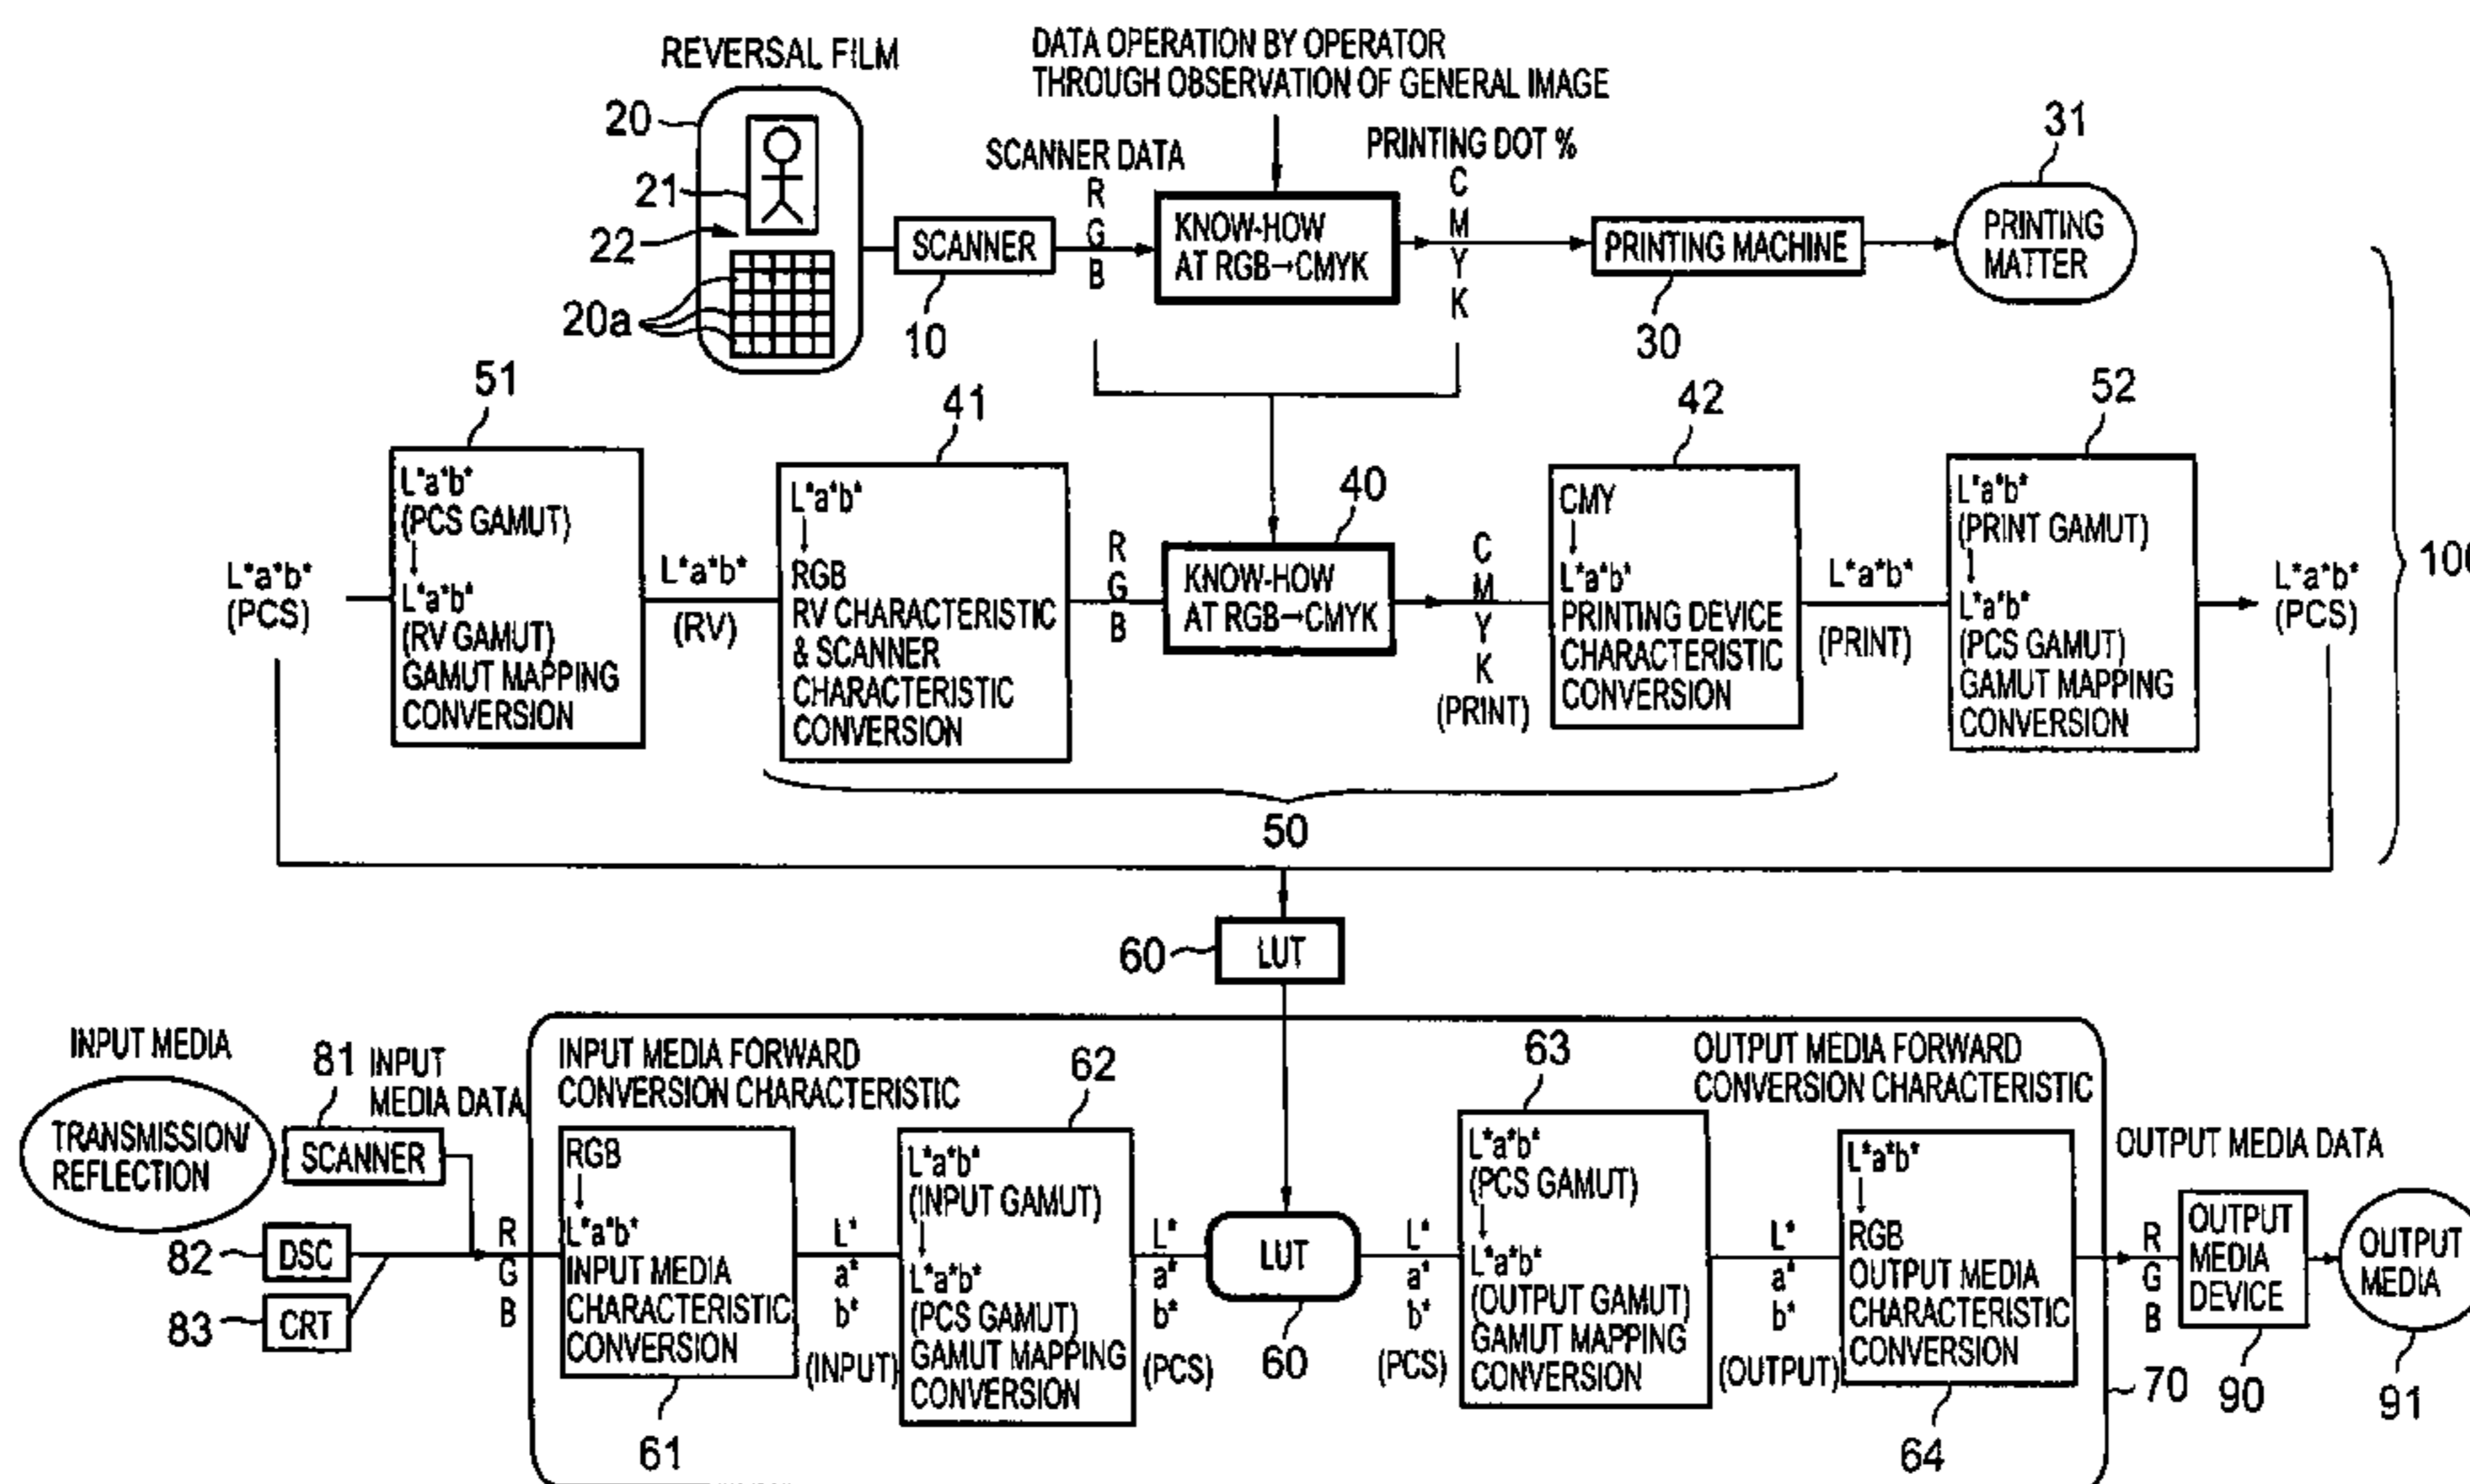 REVERSAL FILM
DATA OPERATION BY OPERATOR
THROUGH OBSERVATION OF GENERAL IMAGE
20
21
22
20a
SCANNER
10
SCANNER DATA
R
G
B
KNOW-HOW
AT RGB→CMYK
PRINTING DOT %
C
M
Y
K
PRINTING MACHINE
30
31
PRINTING
MATTER
L*a*b*
(PCS)
51
L*a*b*
(PCS GAMUT)
↓
L*a*b*
(RV GAMUT)
GAMUT MAPPING
CONVERSION
L*a*b*
(RV)
41
L*a*b*
↓
RGB
RV CHARACTERISTIC
& SCANNER
CHARACTERISTIC
CONVERSION
R
G
B
40
KNOW-HOW
AT RGB→CMYK
C
M
Y
K
(PRINT)
42
CMY
↓
L*a*b*
PRINTING DEVICE
CHARACTERISTIC
CONVERSION
L*a*b*
(PRINT)
52
L*a*b*
(PRINT GAMUT)
↓
L*a*b*
(PCS GAMUT)
GAMUT MAPPING
CONVERSION
L*a*b*
(PCS)
50
60
LUT
INPUT MEDIA
TRANSMISSION/
REFLECTION
81
INPUT
MEDIA DATA
SCANNER
82
DSC
83
CRT
R
G
B
INPUT MEDIA FORWARD
CONVERSION CHARACTERISTIC
RGB
↓
L*a*b*
INPUT MEDIA
CHARACTERISTIC
CONVERSION
61
L*
a*
b*
(INPUT)
62
L*a*b*
(INPUT GAMUT)
↓
L*a*b*
(PCS GAMUT)
GAMUT MAPPING
CONVERSION
L*
a*
b*
(PCS)
LUT
60
L*
a*
b*
(PCS)
63
L*a*b*
(PCS GAMUT)
↓
L*a*b*
(OUTPUT GAMUT)
GAMUT MAPPING
CONVERSION
L*
a*
b*
(OUTPUT)
OUTPUT MEDIA FORWARD
CONVERSION CHARACTERISTIC
L*a*b*
↓
RGB
OUTPUT MEDIA
CHARACTERISTIC
CONVERSION
64
70
OUTPUT MEDIA DATA
R
G
B
OUTPUT
MEDIA
DEVICE
90
OUTPUT
MEDIA
91